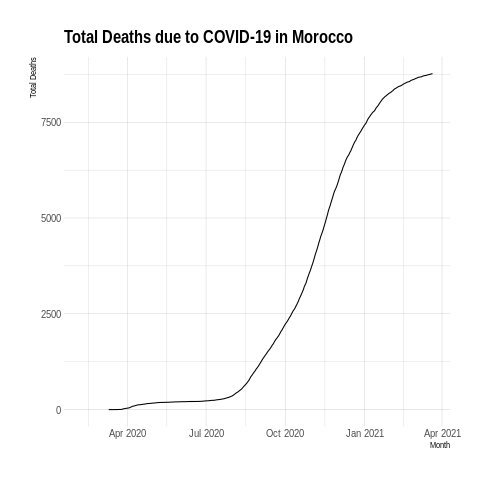 Total Deaths due to COVID-19 in Morocco
Total Deaths
7500
5000
2500
0
Apr 2020
Jul 2020
Oct 2020
Jan 2021
Apr 2021
Month